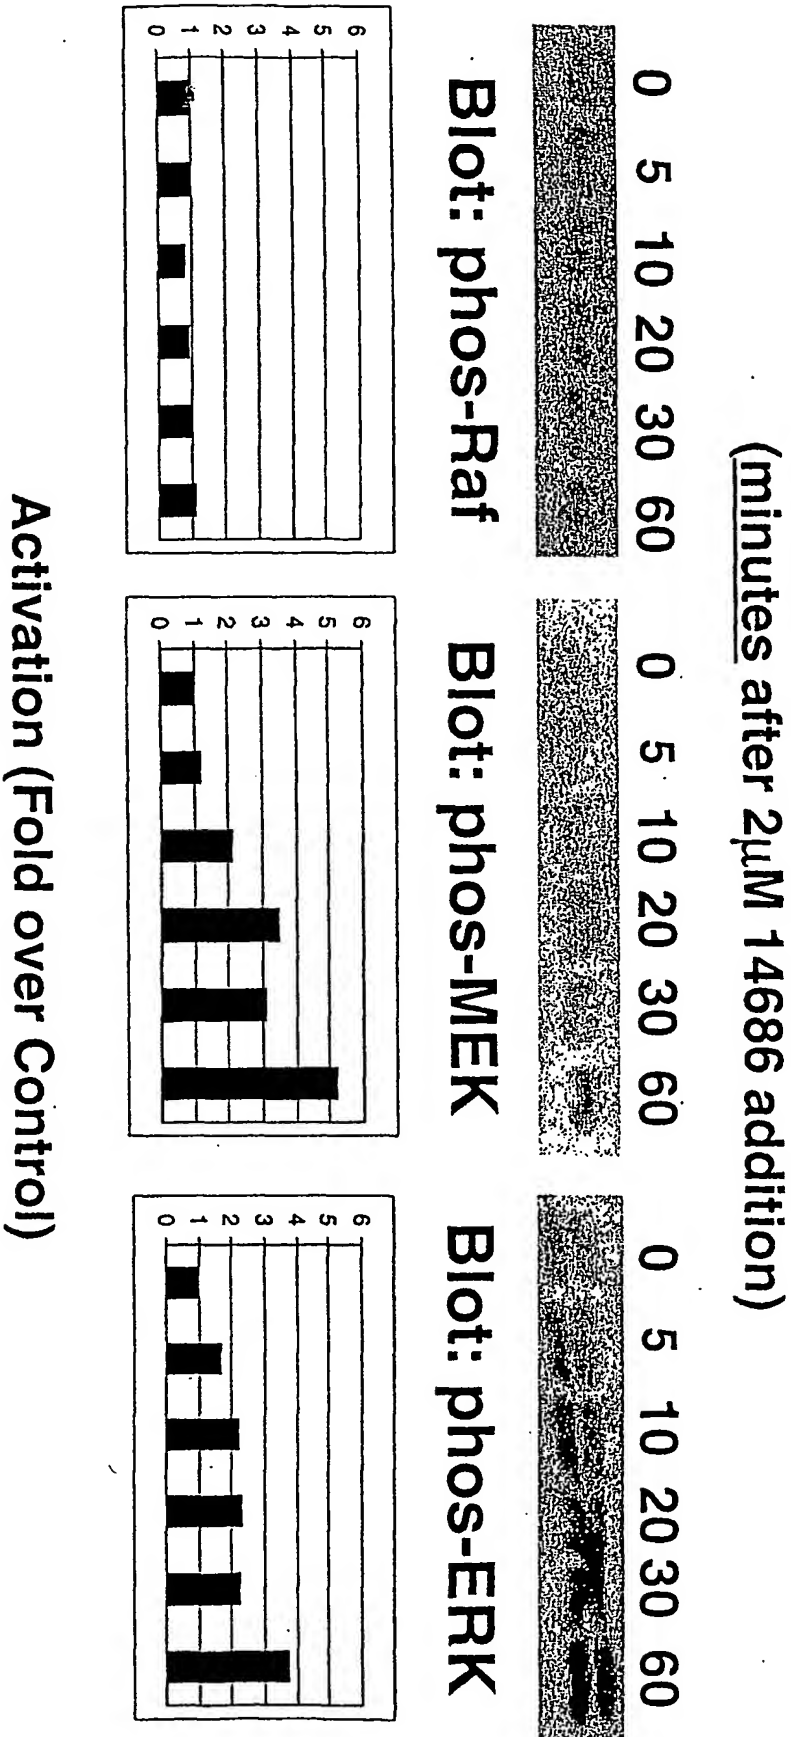 (minutes after 2μM 14686 addition)
0 5 10 20 30 60
0 5 10 20 30 60
0 5 10 20 30 60
Blot: phos-Raf
Blot: phos-MEK
Blot: phos-ERK
6
5
4
3
2
1
0
6
5
4
3
2
1
0
6
5
4
3
2
1
0
Activation (Fold over Control)